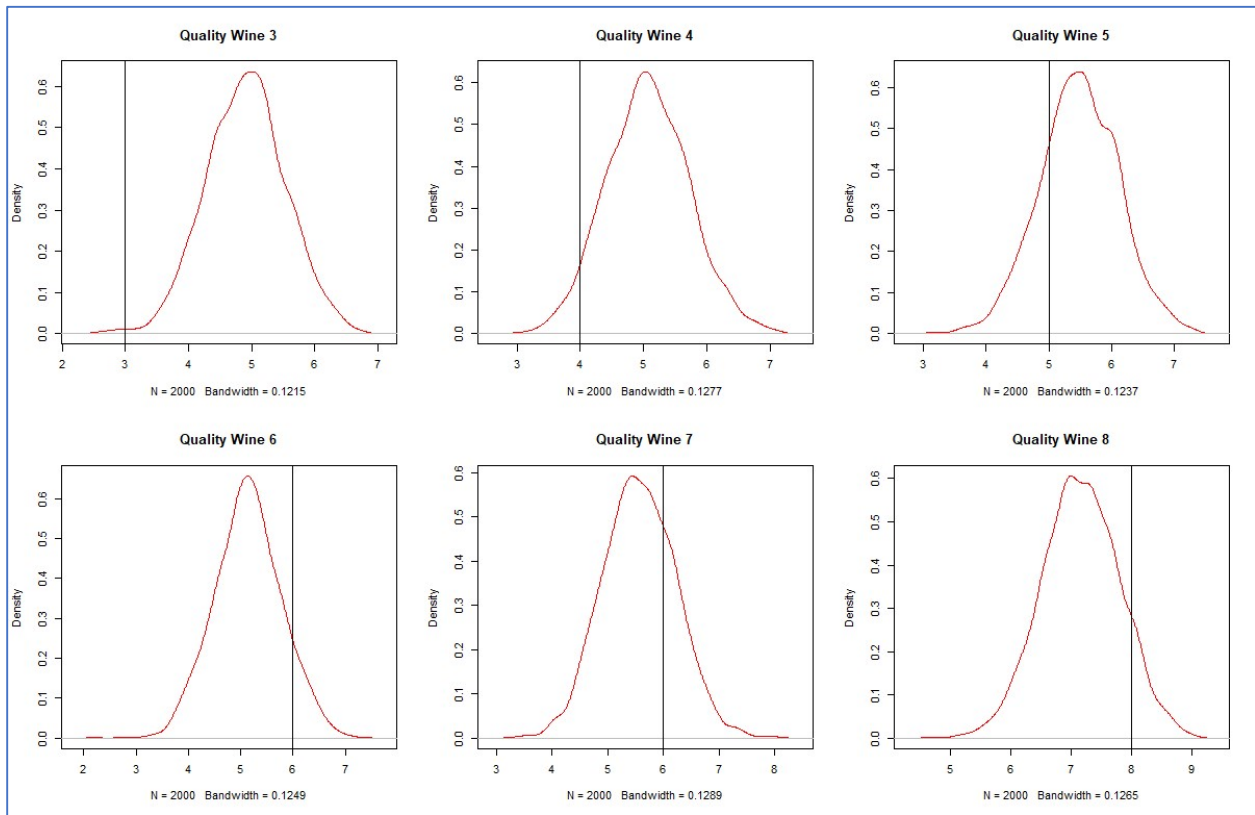 Quality Wine 3
Density
0.0 0.1 0.2 0.3 0.4 0.5 0.6
2 3 4 5 6 7
N = 2000 Bandwidth = 0.1215
Quality Wine 4
Density
0.0 0.1 0.2 0.3 0.4 0.5 0.6
3 4 5 6 7
N = 2000 Bandwidth = 0.1277
Quality Wine 5
Density
0.0 0.1 0.2 0.3 0.4 0.5 0.6
3 4 5 6 7
N = 2000 Bandwidth = 0.1237
Quality Wine 6
Density
0.0 0.1 0.2 0.3 0.4 0.5 0.6
2 3 4 5 6 7
N = 2000 Bandwidth = 0.1249
Quality Wine 7
Density
0.0 0.1 0.2 0.3 0.4 0.5 0.6
3 4 5 6 7 8
N = 2000 Bandwidth = 0.1289
Quality Wine 8
Density
0.0 0.1 0.2 0.3 0.4 0.5 0.6
5 6 7 8 9
N = 2000 Bandwidth = 0.1265